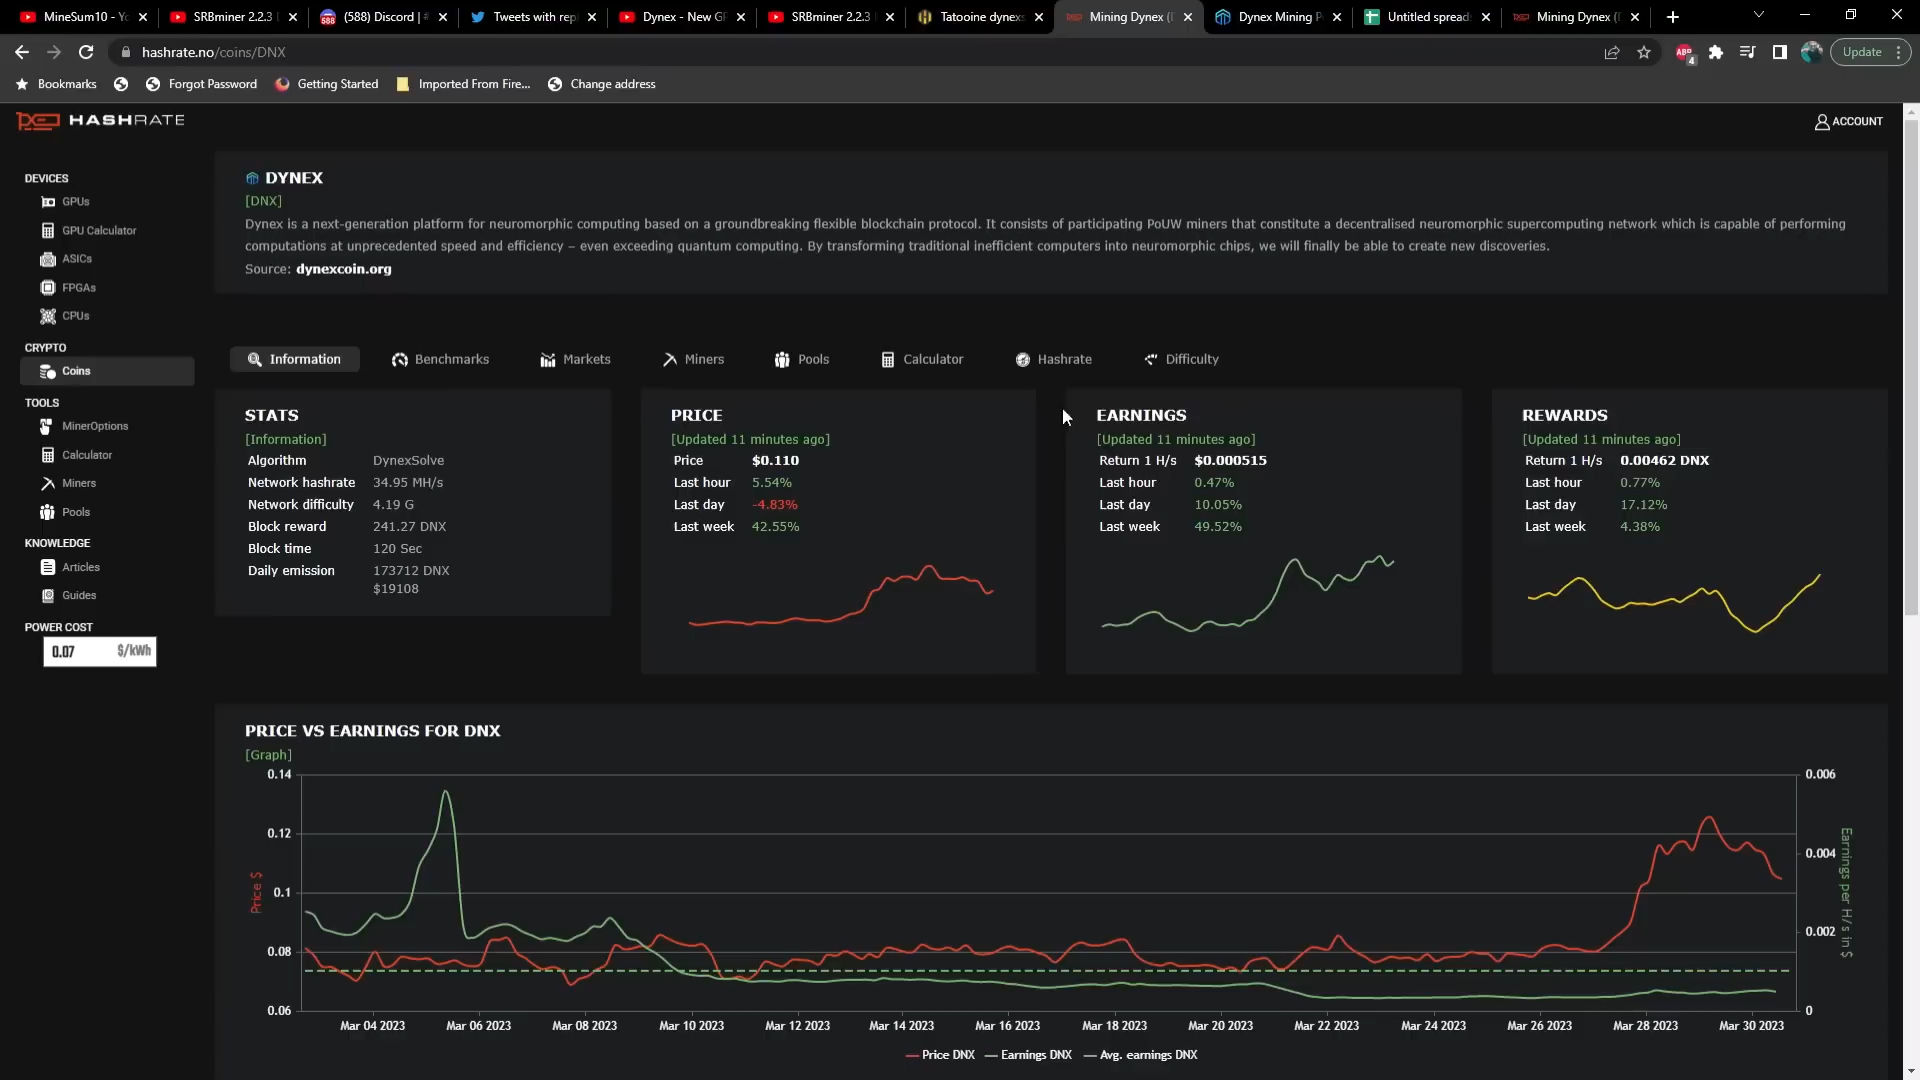 MineSum10 - Yo
SRBminer 2.2.3
(588) Discord | #
Tweets with repl
Dynex - New GP
SRBminer 2.2.3
Tatooine dynexs
Mining Dynex (
Dynex Mining P
Untitled spreads
Mining Dynex (
hashrate.no/coins/DNX
ABP
4
Update
Bookmarks
Forgot Password
Getting Started
Imported From Fire...
Change address
HASHRATE
ACCOUNT
DEVICES
GPUs
GPU Calculator
ASICs
FPGAs
CPUs
CRYPTO
Coins
TOOLS
MinerOptions
Calculator
Miners
Pools
KNOWLEDGE
Articles
Guides
POWER COST
0.07 $/kWh
DYNEX
[DNX]
Dynex is a next-generation platform for neuromorphic computing based on a groundbreaking flexible blockchain protocol. It consists of participating PoUW miners that constitute a decentralised neuromorphic supercomputing network which is capable of performing
computations at unprecedented speed and efficiency – even exceeding quantum computing. By transforming traditional inefficient computers into neuromorphic chips, we will finally be able to create new discoveries.
Source: dynexcoin.org
Information
Benchmarks
Markets
Miners
Pools
Calculator
Hashrate
Difficulty
STATS
[Information]
Algorithm DynexSolve
Network hashrate 34.95 MH/s
Network difficulty 4.19 G
Block reward 241.27 DNX
Block time 120 Sec
Daily emission 173712 DNX
$19108
PRICE
[Updated 11 minutes ago]
Price $0.110
Last hour 5.54%
Last day -4.83%
Last week 42.55%
EARNINGS
[Updated 11 minutes ago]
Return 1 H/s $0.000515
Last hour 0.47%
Last day 10.05%
Last week 49.52%
REWARDS
[Updated 11 minutes ago]
Return 1 H/s 0.00462 DNX
Last hour 0.77%
Last day 17.12%
Last week 4.38%
PRICE VS EARNINGS FOR DNX
[Graph]
0.14
0.12
0.1
0.08
0.06
Price $
0.006
0.004
0.002
0
Earnings per H/s in $
Mar 04 2023
Mar 06 2023
Mar 08 2023
Mar 10 2023
Mar 12 2023
Mar 14 2023
Mar 16 2023
Mar 18 2023
Mar 20 2023
Mar 22 2023
Mar 24 2023
Mar 26 2023
Mar 28 2023
Mar 30 2023
Price DNX
Earnings DNX
Avg. earnings DNX